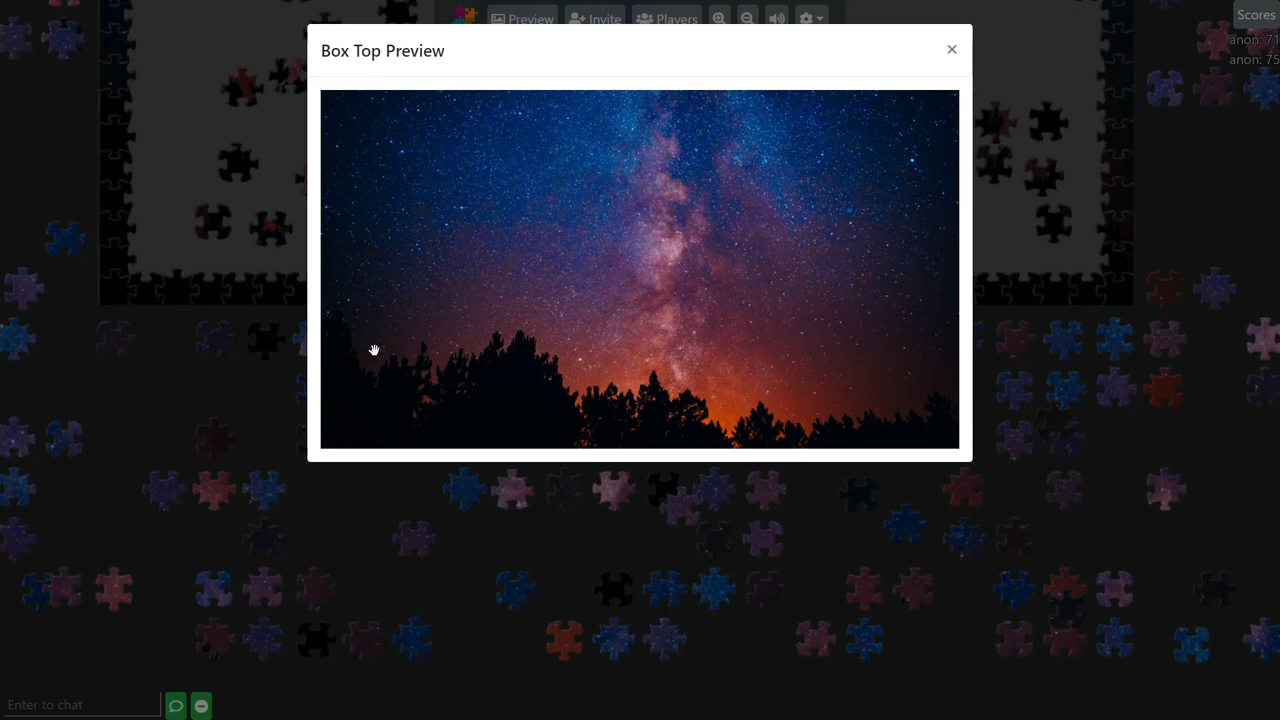 Preview
Invite
Players
Scores
anon: 71
anon: 75
Box Top Preview
Enter to chat